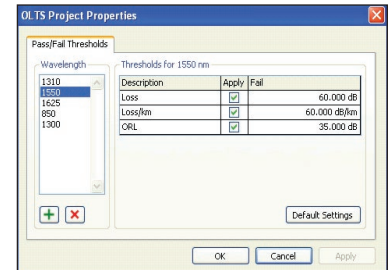 OLTS Project Properties
Pass/Fail Thresholds
Wavelength
1310
1550
1625
850
1300
Thresholds for 1550 nm
Description Apply Fail
Loss 60.000 dB
Loss/km 60.000 dB/km
ORL 35.000 dB
Default Settings
OK Cancel Apply